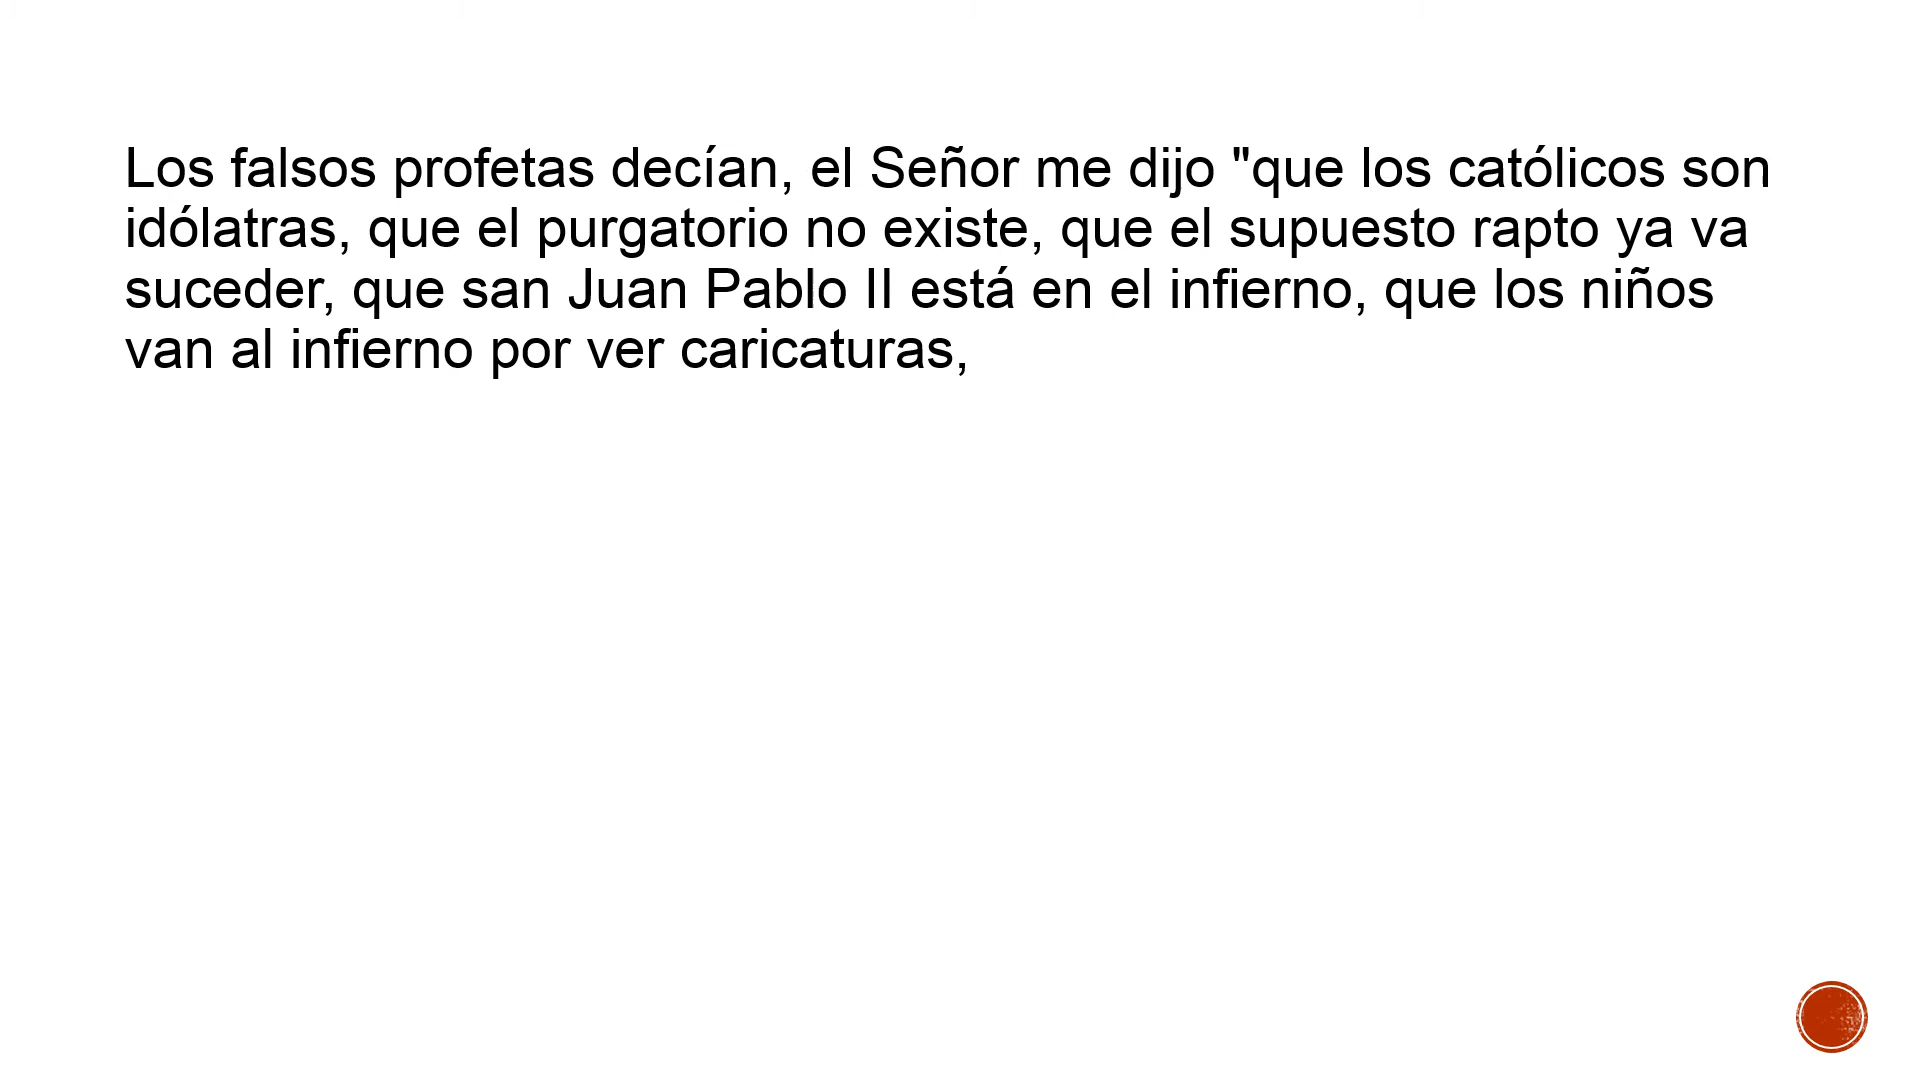 Los falsos profetas decían, el Señor me dijo "que los católicos son
idólatras, que el purgatorio no existe, que el supuesto rapto ya va
suceder, que san Juan Pablo II está en el infierno, que los niños
van al infierno por ver caricaturas,